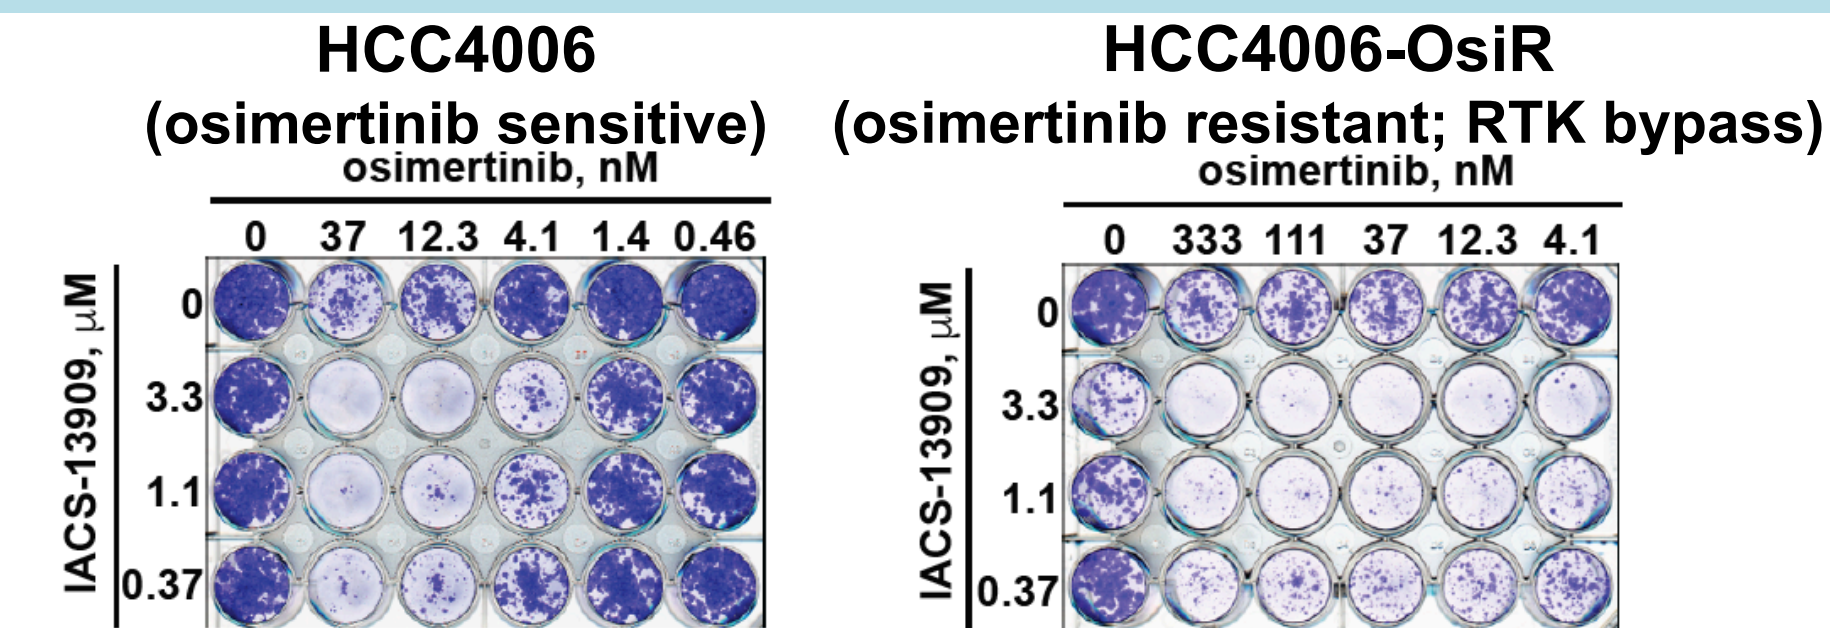 HCC4006
(osimertinib sensitive)
osimertinib, nM
0 37 12.3 4.1 1.4 0.46
IACS-13909, μM
0
3.3
1.1
0.37
HCC4006-OsiR
(osimertinib resistant; RTK bypass)
osimertinib, nM
0 333 111 37 12.3 4.1
IACS-13909, μM
0
3.3
1.1
0.37